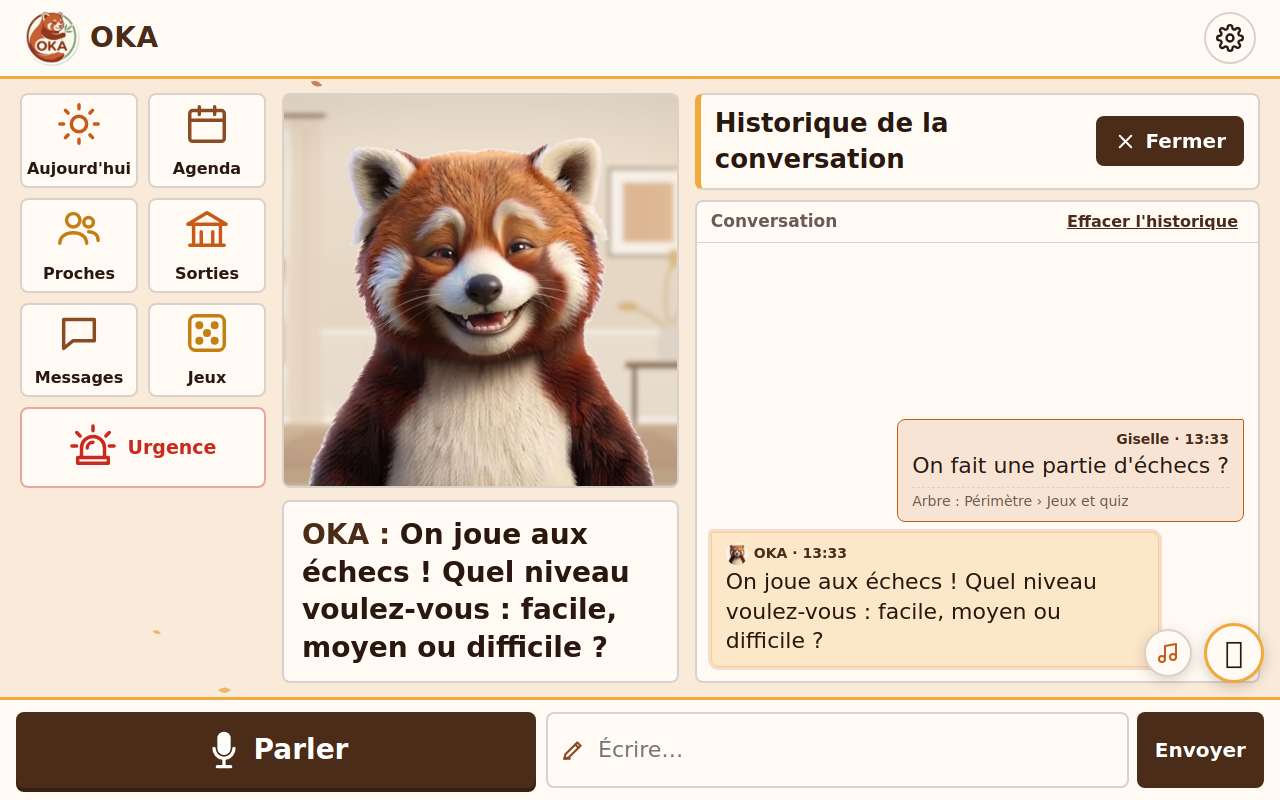 OKA
OKA
Aujourd'hui
Agenda
Proches
Sorties
Messages
Jeux
Urgence
OKA : On joue aux
échecs ! Quel niveau
voulez-vous : facile,
moyen ou difficile ?
Historique de la
conversation
Fermer
Conversation
Effacer l'historique
Giselle · 13:33
On fait une partie d'échecs ?
Arbre : Périmètre › Jeux et quiz
OKA · 13:33
On joue aux échecs ! Quel niveau
voulez-vous : facile, moyen ou
difficile ?
Parler
Écrire...
Envoyer